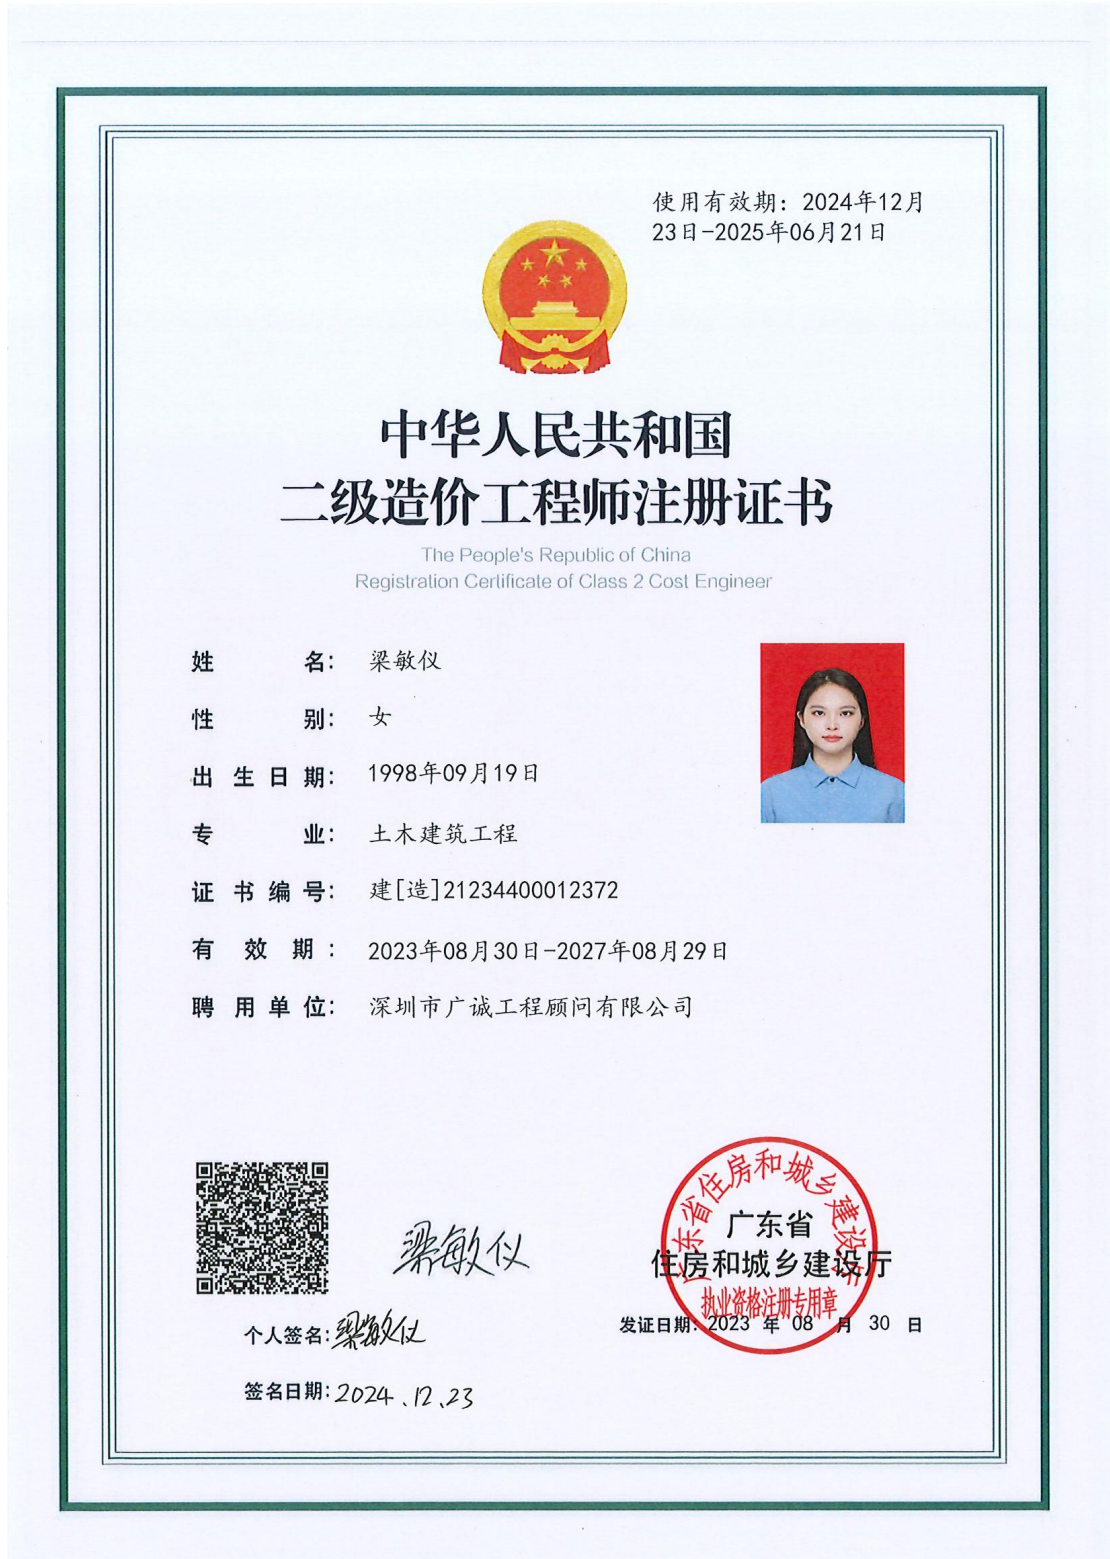 使用有效期：2024年12月
23日-2025年06月21日
中华人民共和国
二级造价工程师注册证书
The People's Republic of China
Registration Certificate of Class 2 Cost Engineer
姓名：梁敏仪
性别：女
出生日期：1998年09月19日
专业：土木建筑工程
证书编号：建[造]21234400012372
有效期：2023年08月30日-2027年08月29日
聘用单位：深圳市广诚工程顾问有限公司
梁敏仪
个人签名：梁敏仪
签名日期：2024.12.23
广东省住房和城乡建设厅
广东省
住房和城乡建设厅
执业资格注册专用章
发证日期：2023 年 08 月 30 日